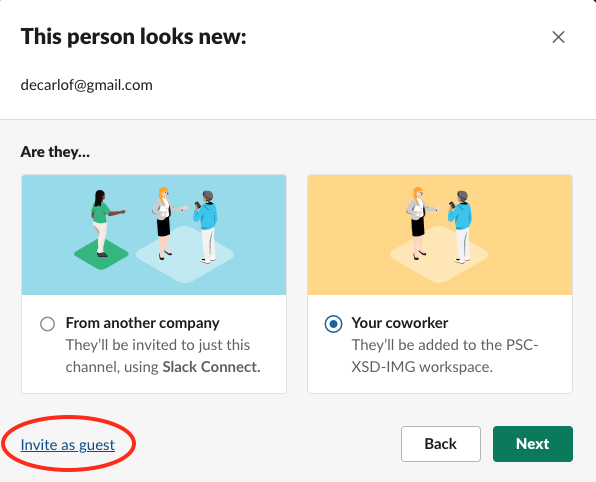 This person looks new:
decarlof@gmail.com
Are they...
From another company
They'll be invited to just this
channel, using Slack Connect.
Your coworker
They'll be added to the PSC-
XSD-IMG workspace.
Invite as guest
Back
Next